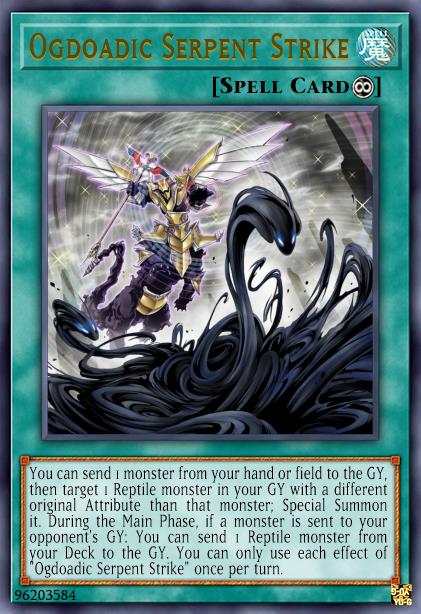 Ogdoadic Serpent Strike
SPELL
魔
[Spell Card]
You can send 1 monster from your hand or field to the GY,
then target 1 Reptile monster in your GY with a different
original Attribute than that monster; Special Summon
it. During the Main Phase, if a monster is sent to your
opponent's GY: You can send 1 Reptile monster
from your Deck to the GY. You can only use each effect of
"Ogdoadic Serpent Strike" once per turn.
96203584